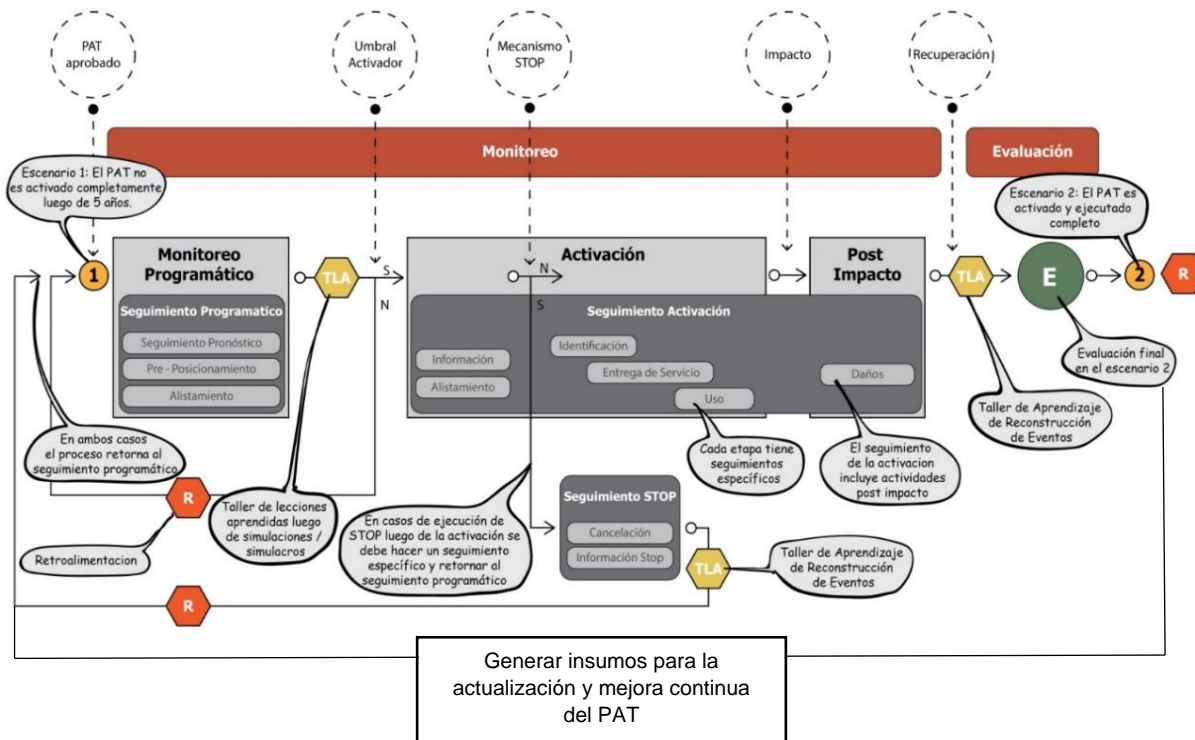 PAT
aprobado
Umbral
Activador
Mecanismo
STOP
Impacto
Recuperación
Monitoreo
Evaluación
Escenario 1: El PAT no
es activado completamente
luego de 5 años.
Escenario 2: El PAT es
activado y ejecutado
completo
1
Monitoreo
Programático
Seguimiento Programatico
Seguimiento Pronóstico
Pre - Posicionamiento
Alistamiento
TLA
S
N
Activación
N
S
Seguimiento Activación
Información
Alistamiento
Identificación
Entrega de Servicio
Uso
Post
Impacto
Daños
TLA
E
2
R
En ambos casos
el proceso retorna al
seguimiento programático
R
Retroalimentacion
Taller de lecciones
aprendidas luego
de simulaciones /
simulacros
En casos de ejecución de
STOP luego de la activación se
debe hacer un seguimiento
específico y retornar al
seguimiento programático
Cada etapa tiene
seguimientos
específicos
El seguimiento
de la activacion
incluye actividades
post impacto
Taller de Aprendizaje
de Reconstrucción
de Eventos
Evaluación final
en el escenario 2
Seguimiento STOP
Cancelación
Información Stop
TLA
Taller de Aprendizaje
de Reconstrucción
de Eventos
R
Generar insumos para la
actualización y mejora continua
del PAT